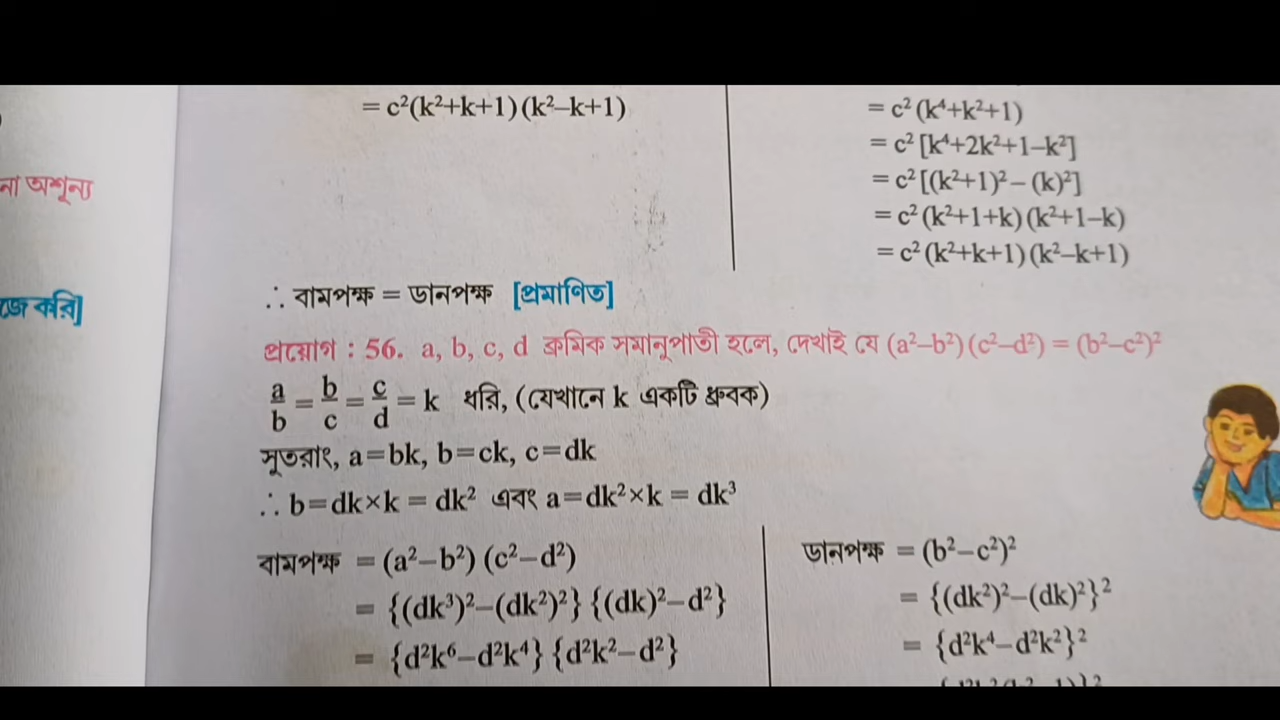 = c²(k²+k+1)(k²–k+1)
= c²(k⁴+k²+1)
= c²[k⁴+2k²+1–k²]
= c²[(k²+1)²–(k)²]
= c²(k²+1+k)(k²+1–k)
= c²(k²+k+1)(k²–k+1)
না অশূন্য
জে করি]
∴ বামপক্ষ = ডানপক্ষ [প্রমাণিত]
প্রয়োগ : 56. a, b, c, d ক্রমিক সমানুপাতী হলে, দেখাই যে (a²–b²)(c²–d²) = (b²–c²)²
a/b = b/c = c/d = k ধরি, (যেখানে k একটি ধ্রুবক)
সুতরাং, a=bk, b=ck, c=dk
∴ b=dk×k = dk² এবং a=dk²×k = dk³
বামপক্ষ = (a²–b²) (c²–d²)
= {(dk³)²–(dk²)²} {(dk)²–d²}
= {d²k⁶–d²k⁴} {d²k²–d²}
ডানপক্ষ = (b²–c²)²
= {(dk²)²–(dk)²}²
= {d²k⁴–d²k²}²